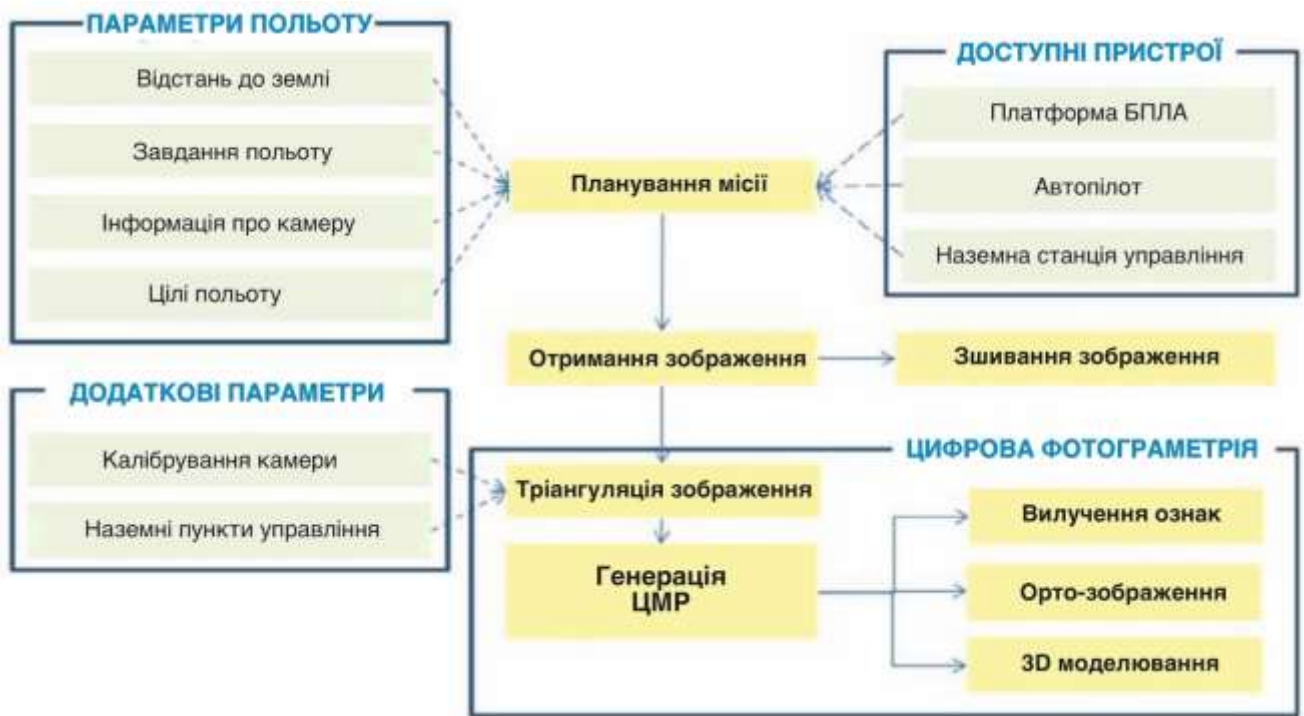 ПАРАМЕТРИ ПОЛЬОТУ
Відстань до землі
Завдання польоту
Інформація про камеру
Цілі польоту
ДОСТУПНІ ПРИСТРОЇ
Платформа БПЛА
Автопілот
Наземна станція управління
Планування місії
Отримання зображення
Зшивання зображення
ДОДАТКОВІ ПАРАМЕТРИ
Калібрування камери
Наземні пункти управління
ЦИФРОВА ФОТОГРАМЕТРІЯ
Тріангуляція зображення
Генерація
ЦМР
Вилучення ознак
Орто-зображення
3D моделювання